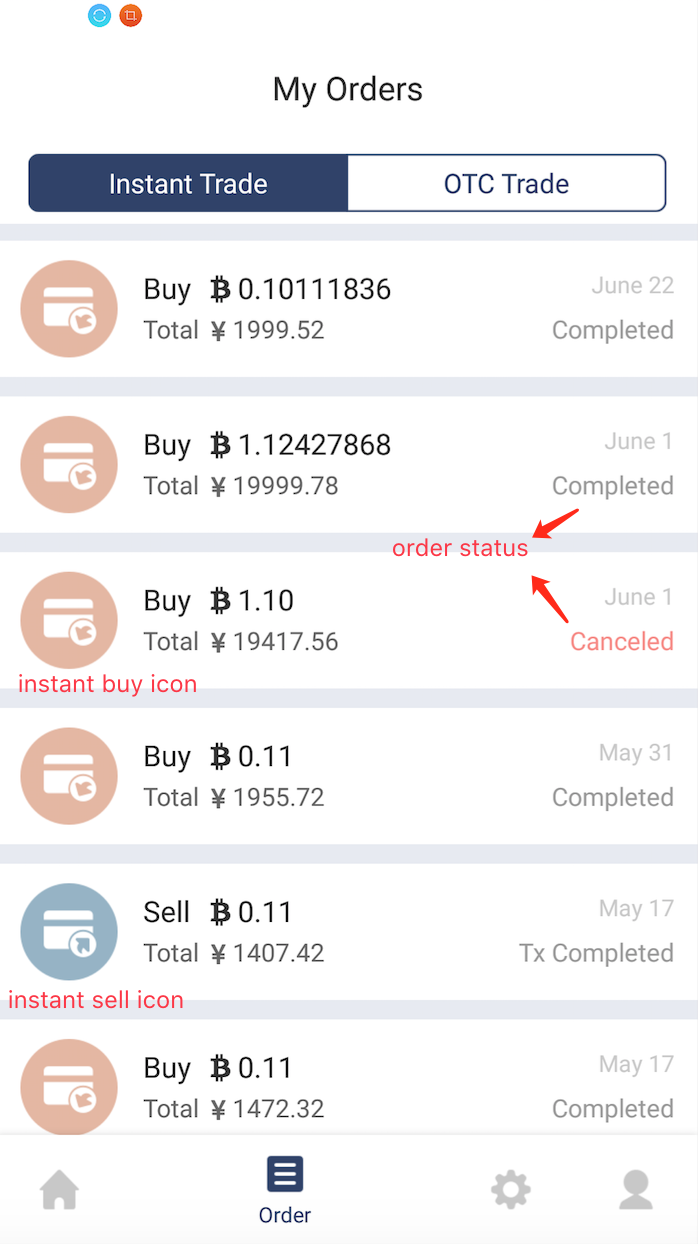 My Orders
Instant Trade
OTC Trade
Buy ₿ 0.10111836
June 22
Total ¥ 1999.52
Completed
Buy ₿ 1.12427868
June 1
Total ¥ 19999.78
Completed
order status
Buy ₿ 1.10
June 1
Total ¥ 19417.56
Canceled
instant buy icon
Buy ₿ 0.11
May 31
Total ¥ 1955.72
Completed
Sell ₿ 0.11
May 17
Total ¥ 1407.42
Tx Completed
instant sell icon
Buy ₿ 0.11
May 17
Total ¥ 1472.32
Completed
Order